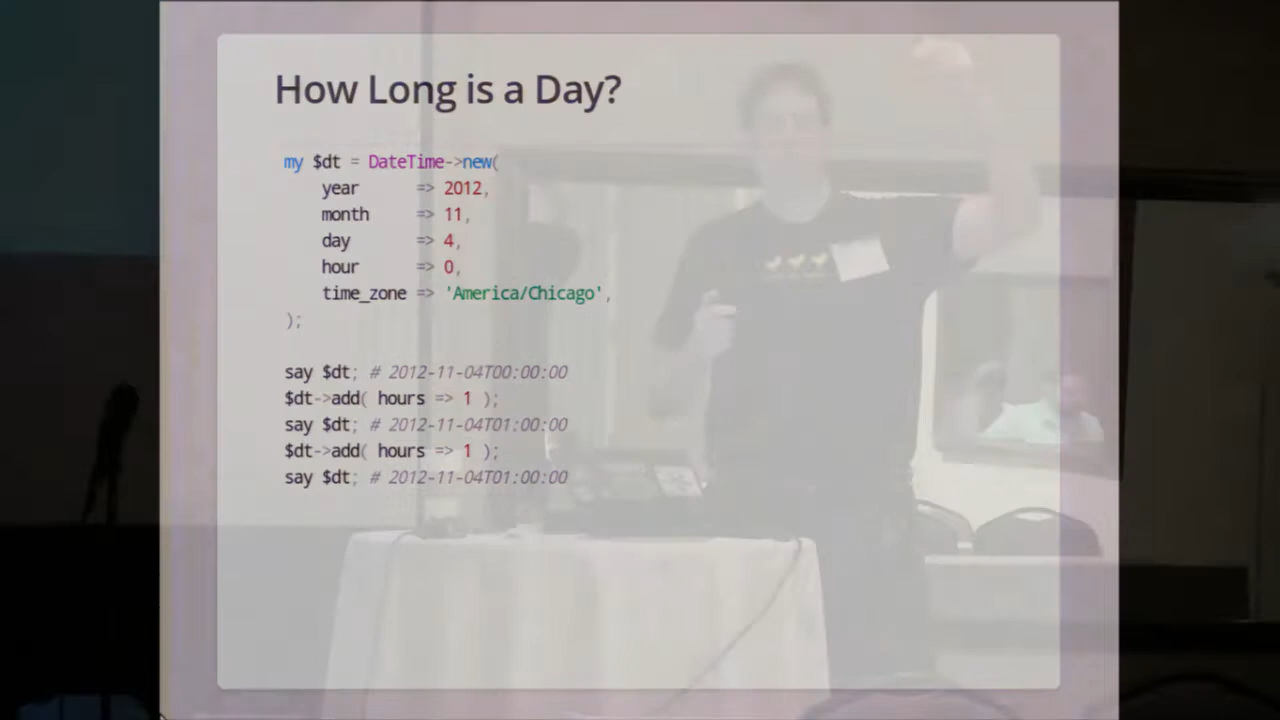 How Long is a Day?
my $dt = DateTime->new(
year => 2012,
month => 11,
day => 4,
hour => 0,
time_zone => 'America/Chicago',
);
say $dt; # 2012-11-04T00:00:00
$dt->add( hours => 1 );
say $dt; # 2012-11-04T01:00:00
$dt->add( hours => 1 );
say $dt; # 2012-11-04T01:00:00